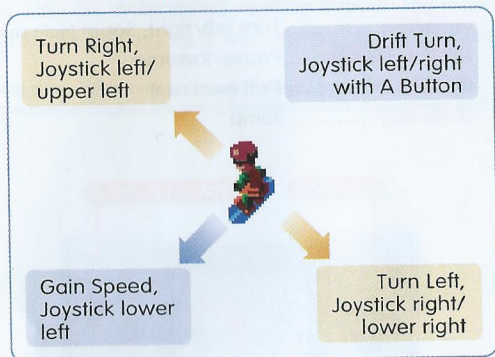 Turn Right,
Joystick left/
upper left
Drift Turn,
Joystick left/right
with A Button
Gain Speed,
Joystick lower
left
Turn Left,
Joystick right/
lower right